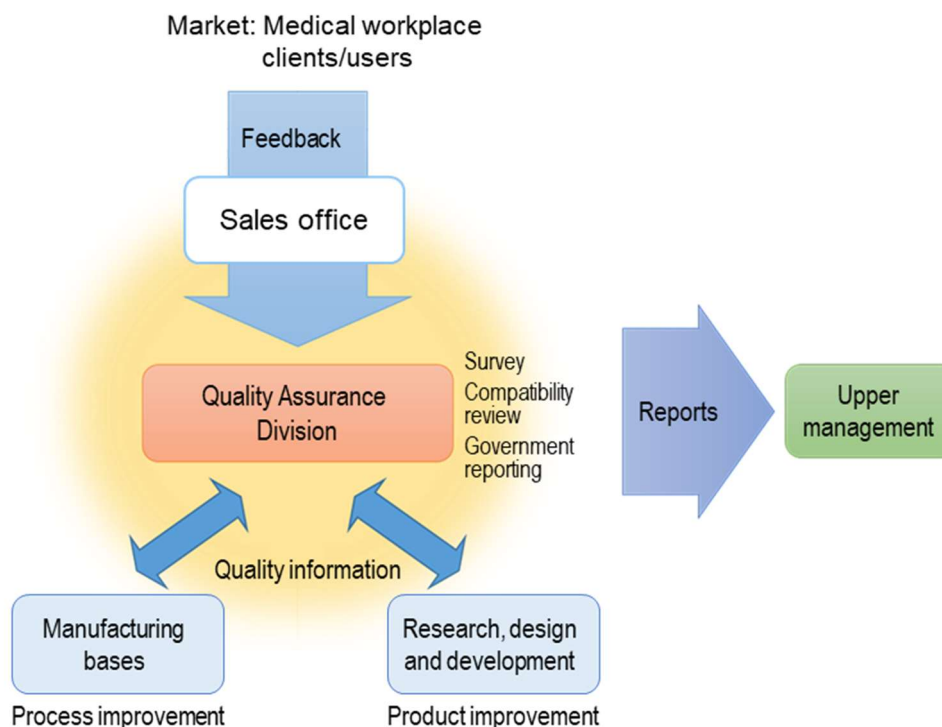 Market: Medical workplace
clients/users
Feedback
Sales office
Quality Assurance
Division
Survey
Compatibility
review
Government
reporting
Reports
Upper
management
Quality information
Manufacturing
bases
Process improvement
Research, design
and development
Product improvement